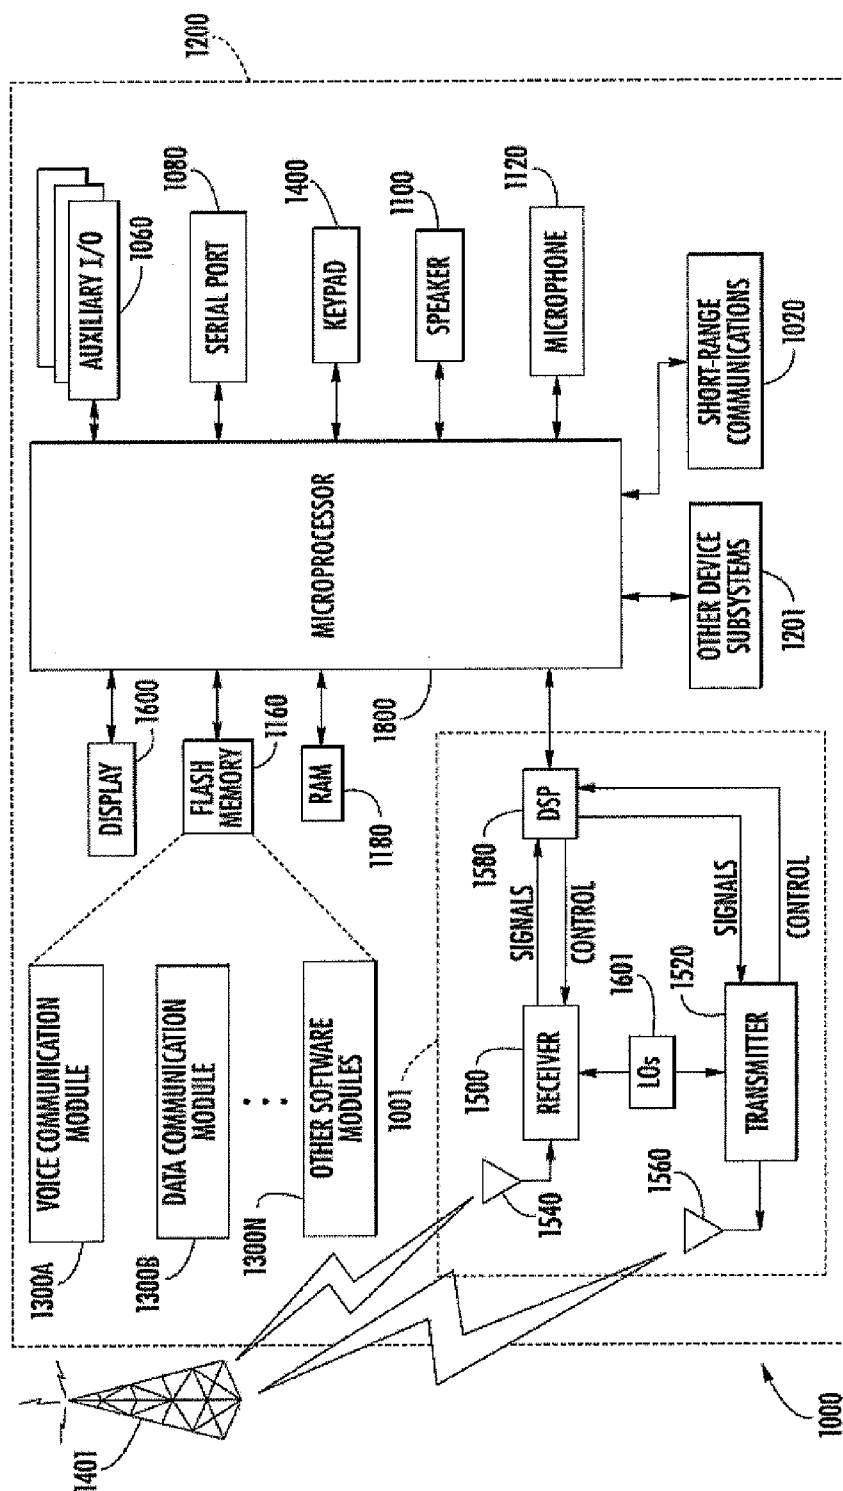 1401
1000
1200
VOICE COMMUNICATION
MODULE
1300A
DATA COMMUNICATION
MODULE
1300B
OTHER SOFTWARE
MODULES
1300N
DISPLAY
1600
FLASH
MEMORY
1160
RAM
1180
MICROPROCESSOR
1800
AUXILIARY I/O
1060
SERIAL PORT
1080
KEYPAD
1400
SPEAKER
1100
MICROPHONE
1120
SHORT-RANGE
COMMUNICATIONS
1020
OTHER DEVICE
SUBSYSTEMS
1201
1001
1540
1560
RECEIVER
1500
SIGNALS
CONTROL
DSP
1580
LOs
1601
TRANSMITTER
1520
SIGNALS
CONTROL